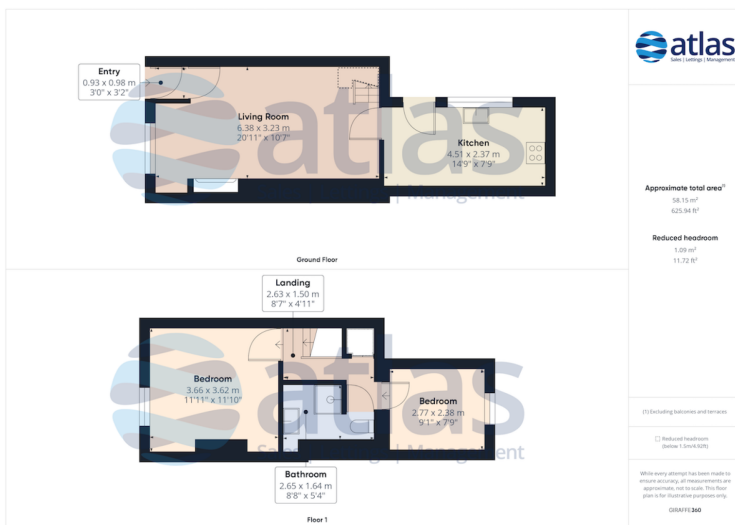 Entry
0.93 x 0.98 m
3'0" x 3'2"
Living Room
6.38 x 3.23 m
20'11" x 10'7"
Kitchen
4.51 x 2.37 m
14'9" x 7'9"
atlas
| Management
Ground Floor
Landing
2.63 x 1.50 m
8'7" x 4'11"
Bedroom
3.66 x 3.62 m
11'11" x 11'10"
Bedroom
2.77 x 2.38 m
9'1" x 7'9"
Bathroom
2.65 x 1.64 m
8'8" x 5'4"
atlas
Floor 1
atlas
Sales | Lettings | Management
Approximate total area(1)
58.15 m²
625.94 ft²
Reduced headroom
1.09 m²
11.72 ft²
(1) Excluding balconies and terraces
Reduced headroom
(below 1.5m/4.92ft)
While every attempt has been made to
ensure accuracy, all measurements are
approximate, not to scale. This floor
plan is for illustrative purposes only.
GIRAFFE360